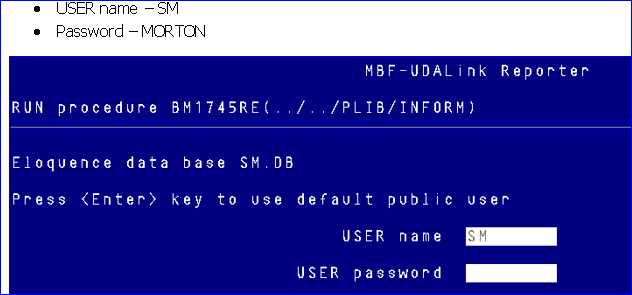 • USER name – SM
• Password – MORTON
MBF-UDALink Reporter
RUN procedure BM1745RE(../../PLIB/INFORM)
Eloquence data base SM.DB
Press <Enter> key to use default public user
USER name SM
USER password